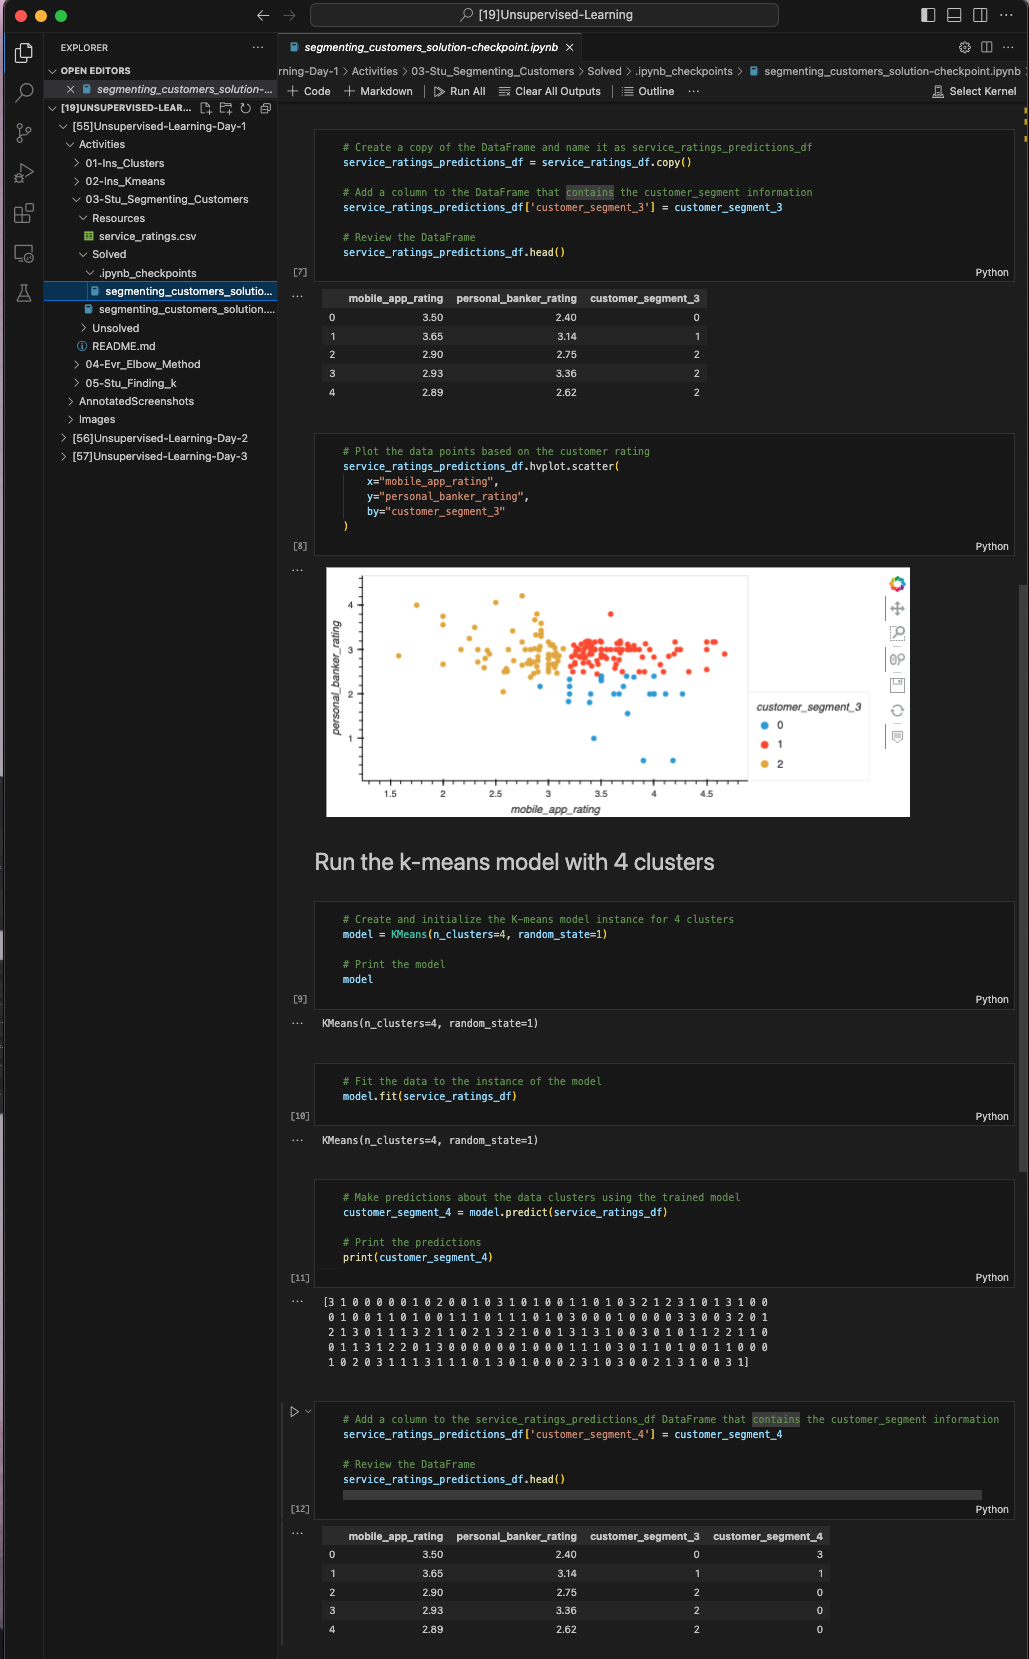 [19]Unsupervised-Learning
EXPLORER
OPEN EDITORS
segmenting_customers_solution-...
[19]UNSUPERVISED-LEAR...
[55]Unsupervised-Learning-Day-1
Activities
01-Ins_Clusters
02-Ins_Kmeans
03-Stu_Segmenting_Customers
Resources
service_ratings.csv
Solved
.ipynb_checkpoints
segmenting_customers_solutio...
segmenting_customers_solution....
Unsolved
README.md
04-Evr_Elbow_Method
05-Stu_Finding_k
AnnotatedScreenshots
Images
[56]Unsupervised-Learning-Day-2
[57]Unsupervised-Learning-Day-3
segmenting_customers_solution-checkpoint.ipynb
rning-Day-1 > Activities > 03-Stu_Segmenting_Customers > Solved > .ipynb_checkpoints > segmenting_customers_solution-checkpoint.ipynb
+ Code + Markdown Run All Clear All Outputs Outline ... Select Kernel
# Create a copy of the DataFrame and name it as service_ratings_predictions_df
service_ratings_predictions_df = service_ratings_df.copy()
# Add a column to the DataFrame that contains the customer_segment information
service_ratings_predictions_df['customer_segment_3'] = customer_segment_3
# Review the DataFrame
service_ratings_predictions_df.head()
[7] Python
mobile_app_rating personal_banker_rating customer_segment_3
0 3.50 2.40 0
1 3.65 3.14 1
2 2.90 2.75 2
3 2.93 3.36 2
4 2.89 2.62 2
# Plot the data points based on the customer rating
service_ratings_predictions_df.hvplot.scatter(
x="mobile_app_rating",
y="personal_banker_rating",
by="customer_segment_3"
)
[8] Python
personal_banker_rating
4
3
2
1
1.5 2 2.5 3 3.5 4 4.5
mobile_app_rating
customer_segment_3
0
1
2
Run the k-means model with 4 clusters
# Create and initialize the K-means model instance for 4 clusters
model = KMeans(n_clusters=4, random_state=1)
# Print the model
model
[9] Python
KMeans(n_clusters=4, random_state=1)
# Fit the data to the instance of the model
model.fit(service_ratings_df)
[10] Python
KMeans(n_clusters=4, random_state=1)
# Make predictions about the data clusters using the trained model
customer_segment_4 = model.predict(service_ratings_df)
# Print the predictions
print(customer_segment_4)
[11] Python
[3 1 0 0 0 0 0 1 0 2 0 0 1 0 3 1 0 1 0 0 1 1 0 1 0 3 2 1 2 3 1 0 1 3 1 0 0
0 1 0 0 1 1 0 1 0 0 1 1 1 0 1 1 1 0 1 0 3 0 0 0 1 0 0 0 0 3 3 0 0 3 2 0 1
2 1 3 0 1 1 1 3 2 1 1 0 2 1 3 2 1 0 0 1 3 1 3 1 0 0 3 0 1 0 1 1 2 2 1 1 0
0 1 1 3 1 2 2 0 1 3 0 0 0 0 0 0 1 0 0 0 1 1 1 0 3 0 1 1 0 1 0 0 1 1 0 0 0
1 0 2 0 3 1 1 1 3 1 1 1 0 1 3 0 1 0 0 0 2 3 1 0 3 0 0 2 1 3 1 0 0 3 1]
# Add a column to the service_ratings_predictions_df DataFrame that contains the customer_segment information
service_ratings_predictions_df['customer_segment_4'] = customer_segment_4
# Review the DataFrame
service_ratings_predictions_df.head()
[12] Python
mobile_app_rating personal_banker_rating customer_segment_3 customer_segment_4
0 3.50 2.40 0 3
1 3.65 3.14 1 1
2 2.90 2.75 2 0
3 2.93 3.36 2 0
4 2.89 2.62 2 0